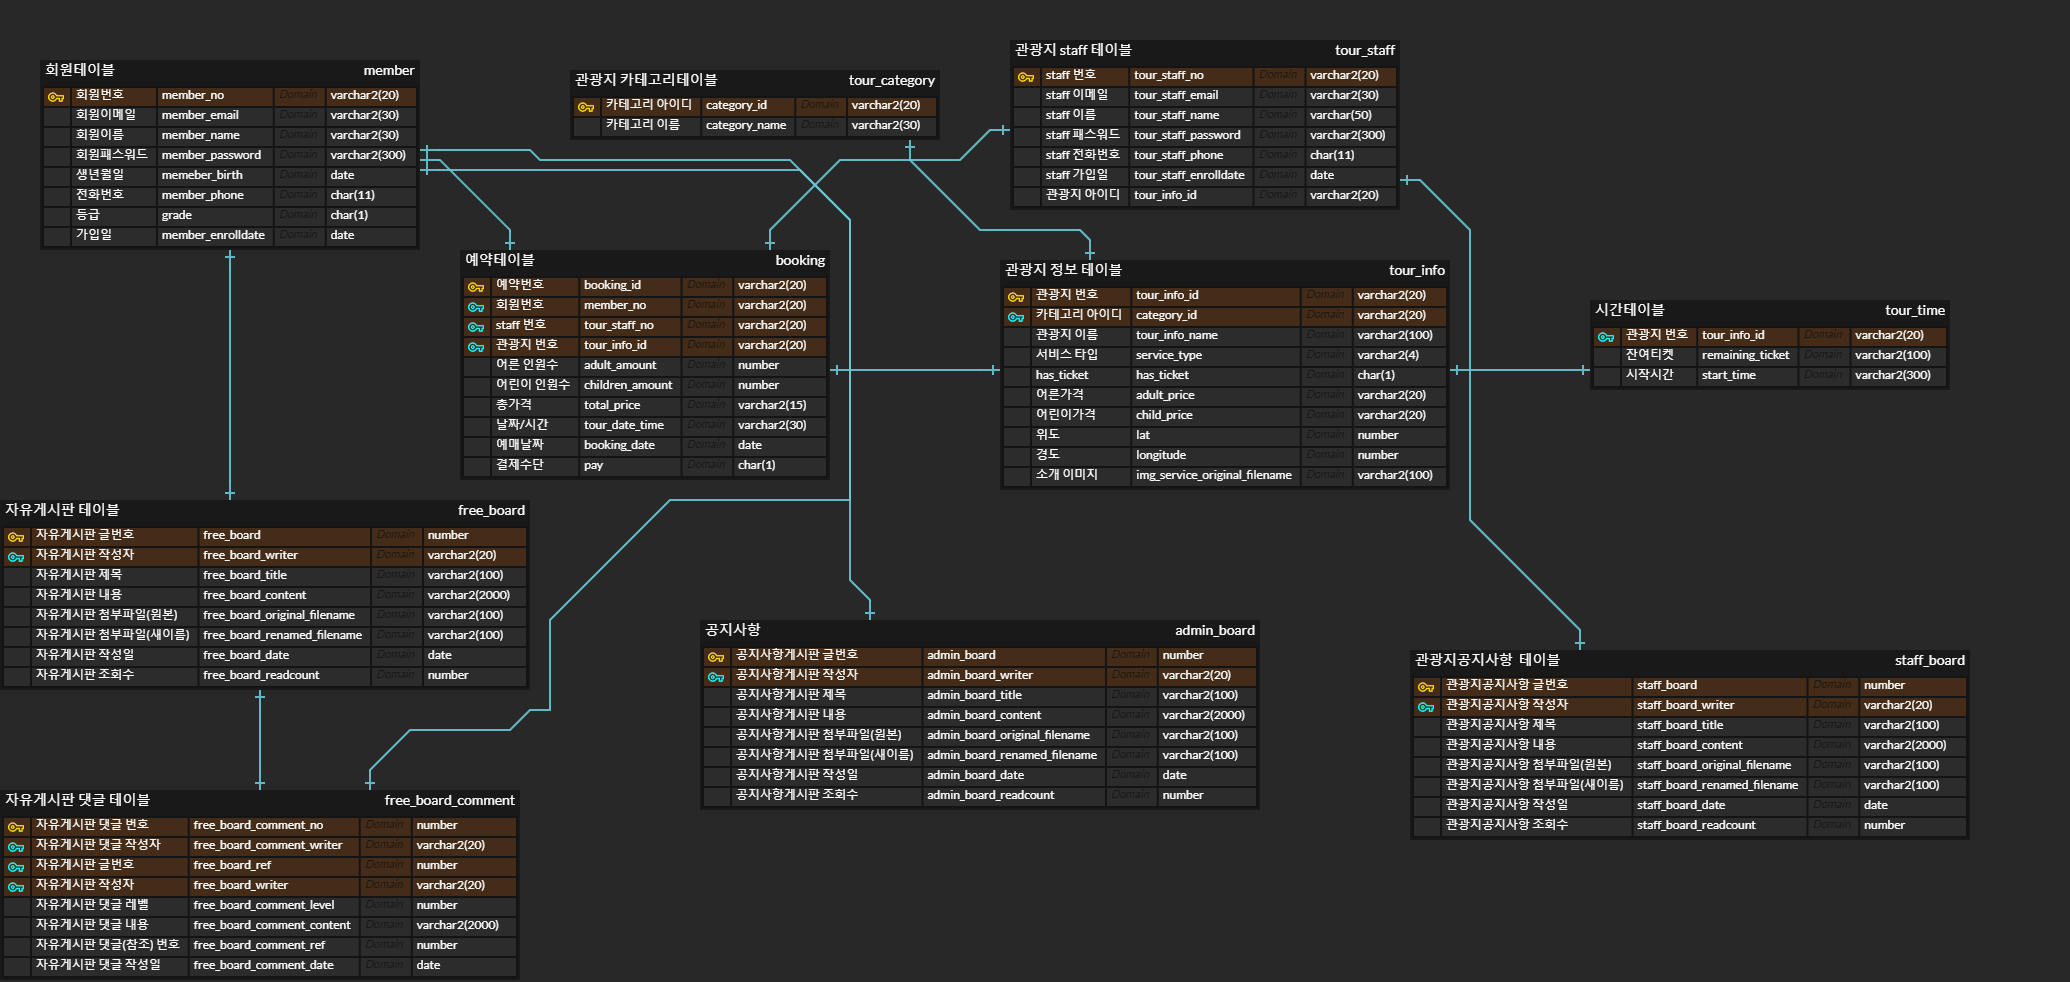 회원테이블 member
회원번호 member_no Domain varchar2(20)
회원이메일 member_email Domain varchar2(30)
회원이름 member_name Domain varchar2(30)
회원패스워드 member_password Domain varchar2(300)
생년월일 memeber_birth Domain date
전화번호 member_phone Domain char(11)
등급 grade Domain char(1)
가입일 member_enrolldate Domain date
관광지 카테고리테이블 tour_category
카테고리 아이디 category_id Domain varchar2(20)
카테고리 이름 category_name Domain varchar2(30)
관광지 staff 테이블 tour_staff
staff 번호 tour_staff_no Domain varchar2(20)
staff 이메일 tour_staff_email Domain varchar2(30)
staff 이름 tour_staff_name Domain varchar(50)
staff 패스워드 tour_staff_password Domain varchar2(300)
staff 전화번호 tour_staff_phone Domain char(11)
staff 가입일 tour_staff_enrolldate Domain date
관광지 아이디 tour_info_id Domain varchar2(20)
예약테이블 booking
예약번호 booking_id Domain varchar2(20)
회원번호 member_no Domain varchar2(20)
staff 번호 tour_staff_no Domain varchar2(20)
관광지 번호 tour_info_id Domain varchar2(20)
어른 인원수 adult_amount Domain number
어린이 인원수 children_amount Domain number
총가격 total_price Domain varchar2(15)
날짜/시간 tour_date_time Domain varchar2(30)
예매날짜 booking_date Domain date
결제수단 pay Domain char(1)
관광지 정보 테이블 tour_info
관광지 번호 tour_info_id Domain varchar2(20)
카테고리 아이디 category_id Domain varchar2(20)
관광지 이름 tour_info_name Domain varchar2(100)
서비스 타입 service_type Domain varchar2(4)
has_ticket has_ticket Domain char(1)
어른가격 adult_price Domain varchar2(20)
어린이가격 child_price Domain varchar2(20)
위도 lat Domain number
경도 longitude Domain number
소개 이미지 img_service_original_filename Domain varchar2(100)
시간테이블 tour_time
관광지 번호 tour_info_id Domain varchar2(20)
잔여티켓 remaining_ticket Domain varchar2(100)
시작시간 start_time Domain varchar2(300)
자유게시판 테이블 free_board
자유게시판 글번호 free_board Domain number
자유게시판 작성자 free_board_writer Domain varchar2(20)
자유게시판 제목 free_board_title Domain varchar2(100)
자유게시판 내용 free_board_content Domain varchar2(2000)
자유게시판 첨부파일(원본) free_board_original_filename Domain varchar2(100)
자유게시판 첨부파일(새이름) free_board_renamed_filename Domain varchar2(100)
자유게시판 작성일 free_board_date Domain date
자유게시판 조회수 free_board_readcount Domain number
공지사항 admin_board
공지사항게시판 글번호 admin_board Domain number
공지사항게시판 작성자 admin_board_writer Domain varchar2(20)
공지사항게시판 제목 admin_board_title Domain varchar2(100)
공지사항게시판 내용 admin_board_content Domain varchar2(2000)
공지사항게시판 첨부파일(원본) admin_board_original_filename Domain varchar2(100)
공지사항게시판 첨부파일(새이름) admin_board_renamed_filename Domain varchar2(100)
공지사항게시판 작성일 admin_board_date Domain date
공지사항게시판 조회수 admin_board_readcount Domain number
관광지공지사항 테이블 staff_board
관광지공지사항 글번호 staff_board Domain number
관광지공지사항 작성자 staff_board_writer Domain varchar2(20)
관광지공지사항 제목 staff_board_title Domain varchar2(100)
관광지공지사항 내용 staff_board_content Domain varchar2(2000)
관광지공지사항 첨부파일(원본) staff_board_original_filename Domain varchar2(100)
관광지공지사항 첨부파일(새이름) staff_board_renamed_filename Domain varchar2(100)
관광지공지사항 작성일 staff_board_date Domain date
관광지공지사항 조회수 staff_board_readcount Domain number
자유게시판 댓글 테이블 free_board_comment
자유게시판 댓글 번호 free_board_comment_no Domain number
자유게시판 댓글 작성자 free_board_comment_writer Domain varchar2(20)
자유게시판 글번호 free_board_ref Domain number
자유게시판 작성자 free_board_writer Domain varchar2(20)
자유게시판 댓글 레벨 free_board_comment_level Domain number
자유게시판 댓글 내용 free_board_comment_content Domain varchar2(2000)
자유게시판 댓글(참조) 번호 free_board_comment_ref Domain number
자유게시판 댓글 작성일 free_board_comment_date Domain date